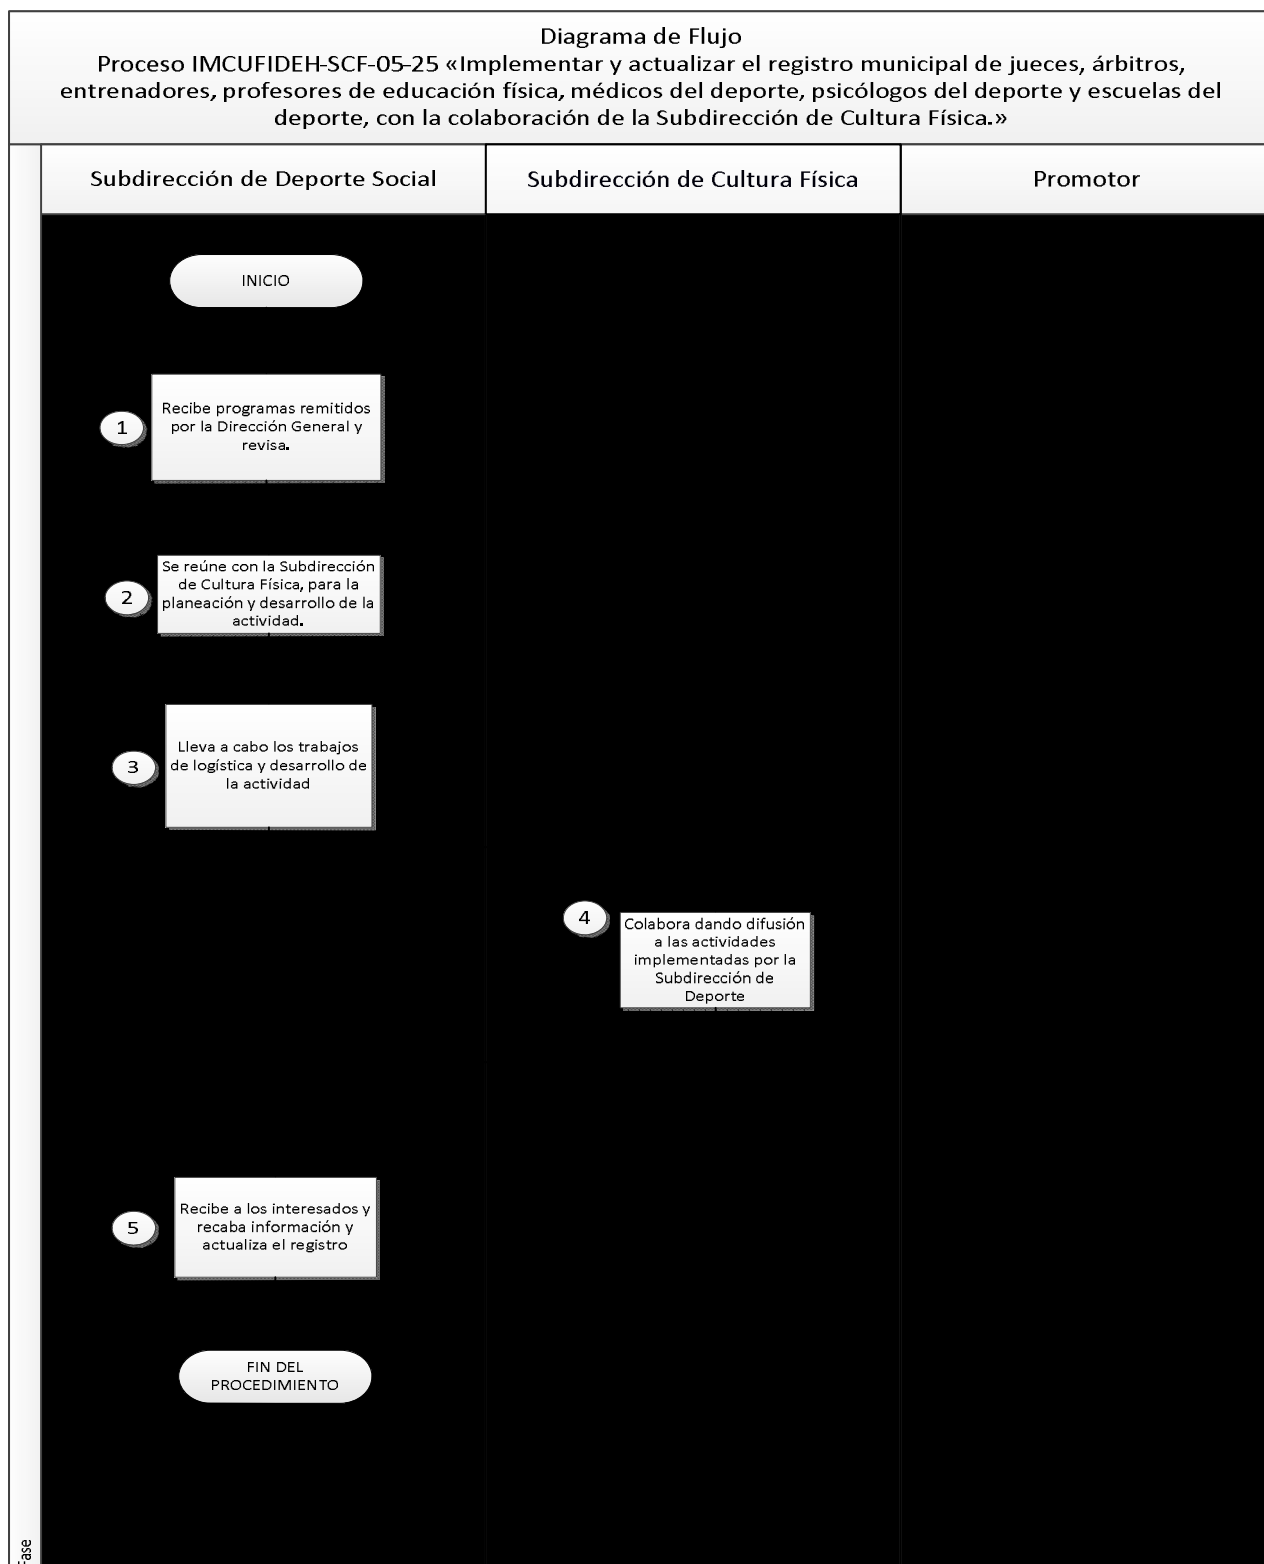 Diagrama de Flujo
Proceso IMCUFIDEH-SCF-05-25 «Implementar y actualizar el registro municipal de jueces, árbitros,
entrenadores, profesores de educación física, médicos del deporte, psicólogos del deporte y escuelas del
deporte, con la colaboración de la Subdirección de Cultura Física.»
Subdirección de Deporte Social
Subdirección de Cultura Física
Promotor
INICIO
1
Recibe programas remitidos
por la Dirección General y
revisa.
2
Se reúne con la Subdirección
de Cultura Física, para la
planeación y desarrollo de la
actividad.
3
Lleva a cabo los trabajos
de logística y desarrollo de
la actividad
4
Colabora dando difusión
a las actividades
implementadas por la
Subdirección de
Deporte
5
Recibe a los interesados y
recaba información y
actualiza el registro
FIN DEL
PROCEDIMIENTO
Fase